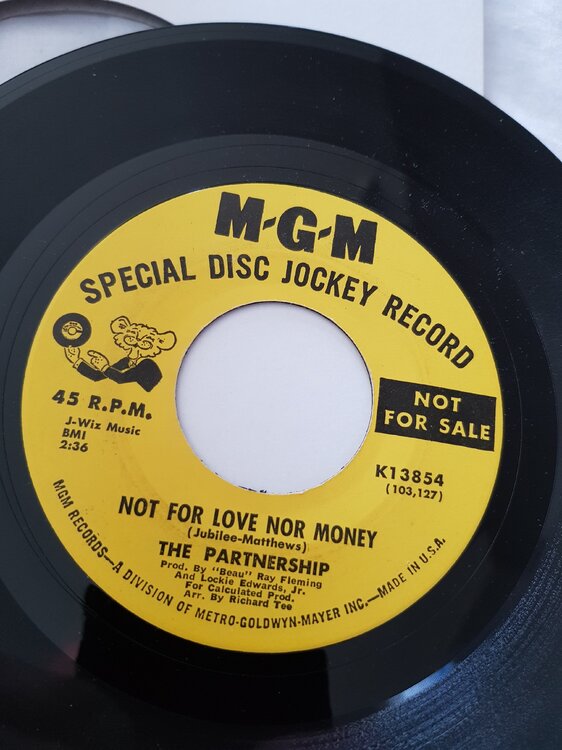 M-G-M
SPECIAL DISC JOCKEY RECORD
45 R.P.M.
J-Wiz Music
BMI
2:36
NOT
FOR SALE
K13854
(103,127)
NOT FOR LOVE NOR MONEY
(Jubilee-Matthews)
THE PARTNERSHIP
Prod. By "Beau" Ray Fleming
And Lockie Edwards, Jr.
For Calculated Prod.
Arr. By Richard Tee
MGM RECORDS—A DIVISION OF METRO-GOLDWYN-MAYER INC.—MADE IN U.S.A.